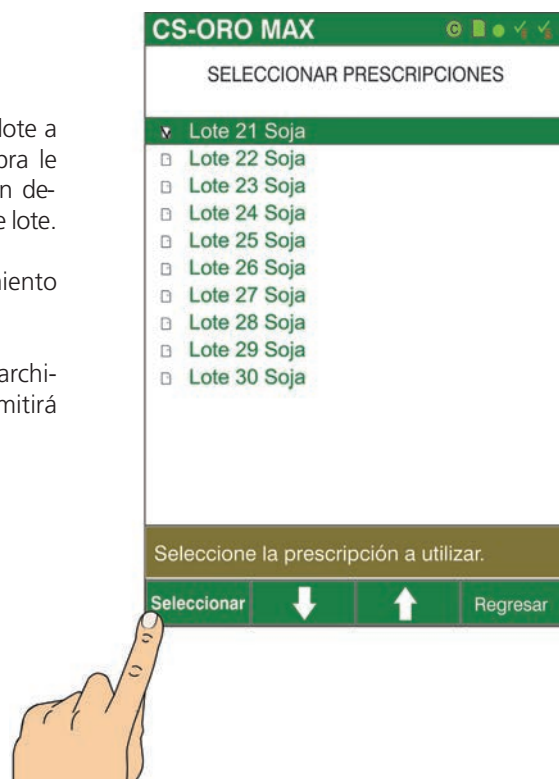 lote a
bra le
n de-
e lote.
iento
archi-
mitirá
CS-ORO MAX
SELECCIONAR PRESCRIPCIONES
Lote 21 Soja
Lote 22 Soja
Lote 23 Soja
Lote 24 Soja
Lote 25 Soja
Lote 26 Soja
Lote 27 Soja
Lote 28 Soja
Lote 29 Soja
Lote 30 Soja
Seleccione la prescripción a utilizar.
Seleccionar Regresar